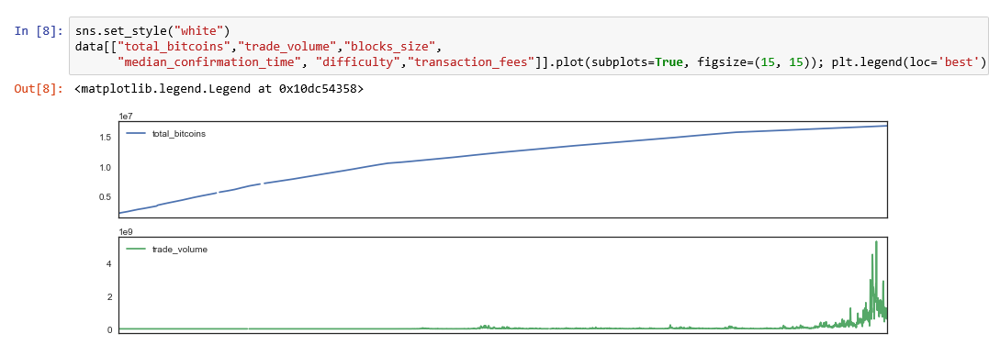 In [8]: sns.set_style("white")
data[["total_bitcoins","trade_volume","blocks_size",
"median_confirmation_time", "difficulty","transaction_fees"]].plot(subplots=True, figsize=(15, 15)); plt.legend(loc='best')
Out[8]: <matplotlib.legend.Legend at 0x10dc54358>
1e7
total_bitcoins
1.5
1.0
0.5
1e9
trade_volume
4
2
0